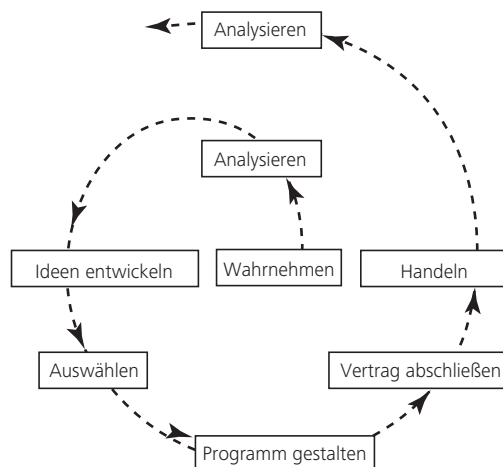 Analysieren
Analysieren
Ideen entwickeln
Wahrnehmen
Handeln
Auswählen
Vertrag abschließen
Programm gestalten